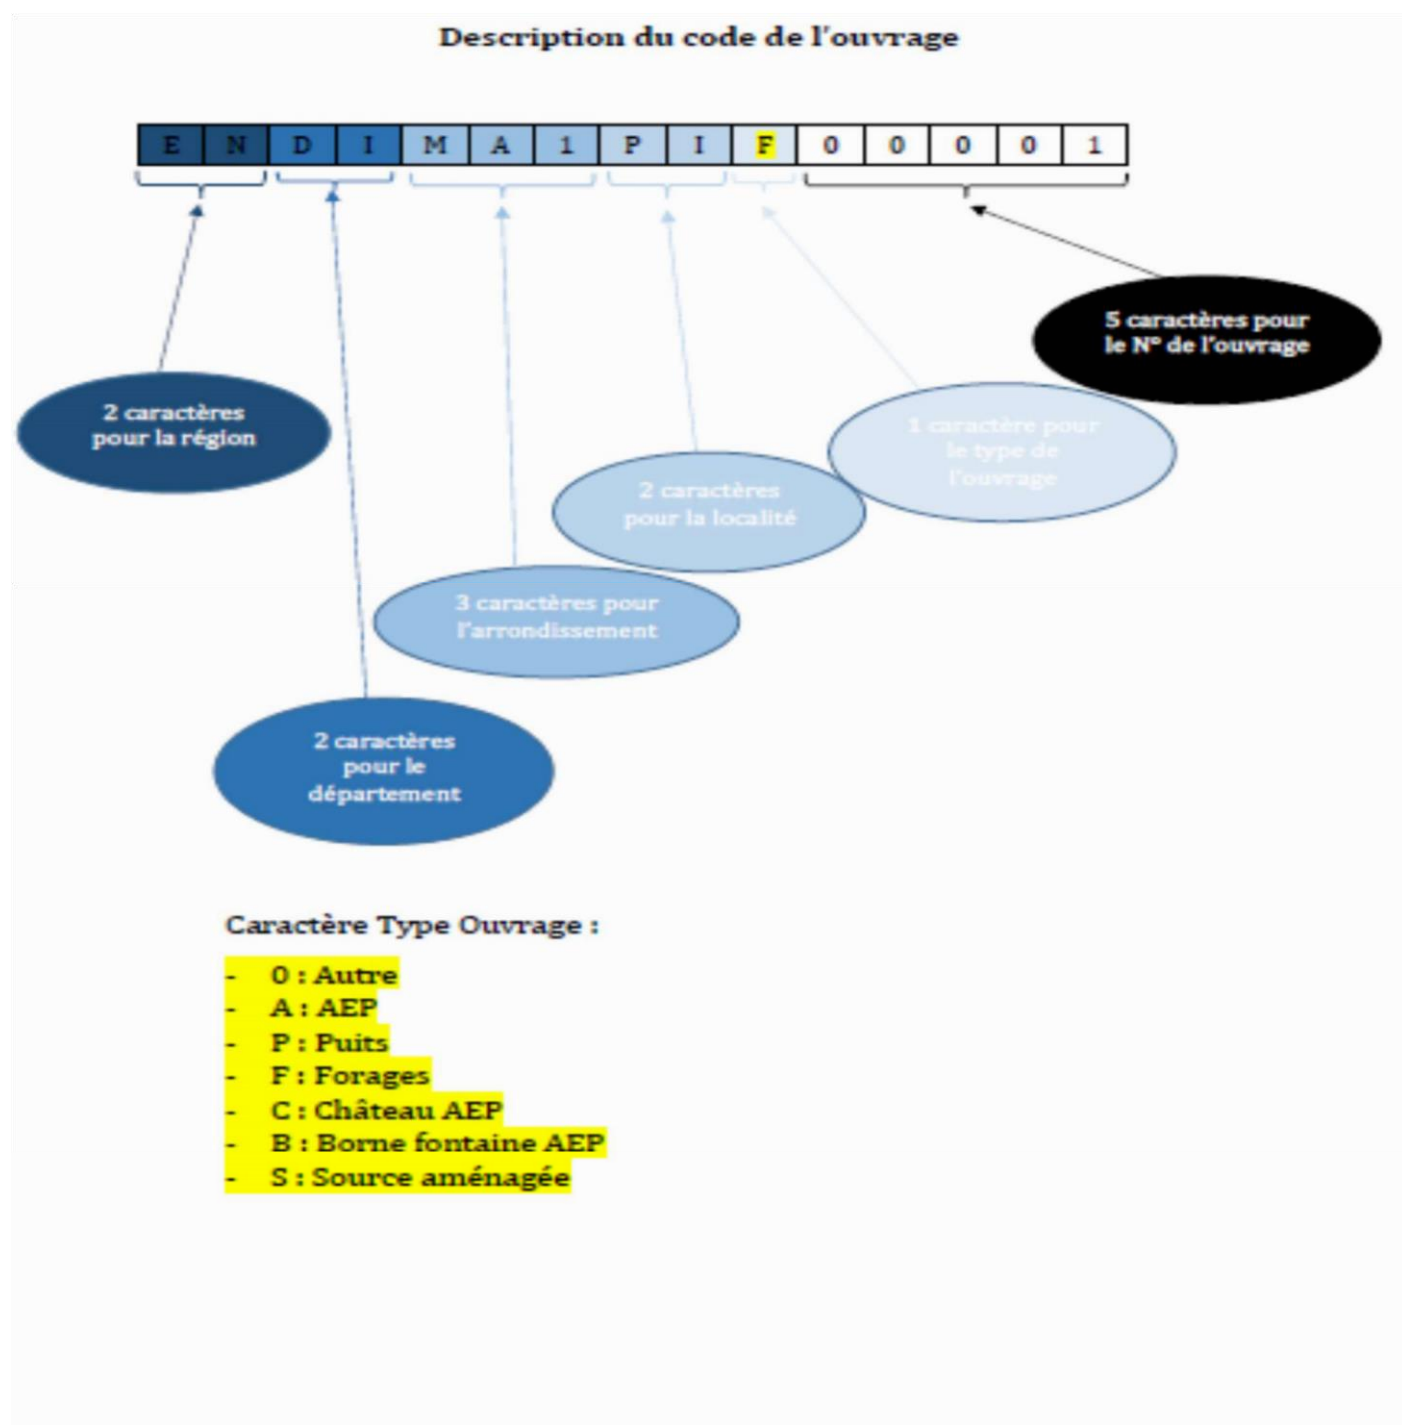 Description du code de l'ouvrage
E N D I M A 1 P I F 0 0 0 0 1
5 caractères pour
le N° de l'ouvrage
2 caractères
pour la région
1 caractère pour
le type de
l'ouvrage
2 caractères
pour la localité
3 caractères pour
l'arrondissement
2 caractères
pour le
département
Caractère Type Ouvrage :
- 0 : Autre
- A : AEP
- P : Puits
- F : Forages
- C : Château AEP
- B : Borne fontaine AEP
- S : Source aménagée